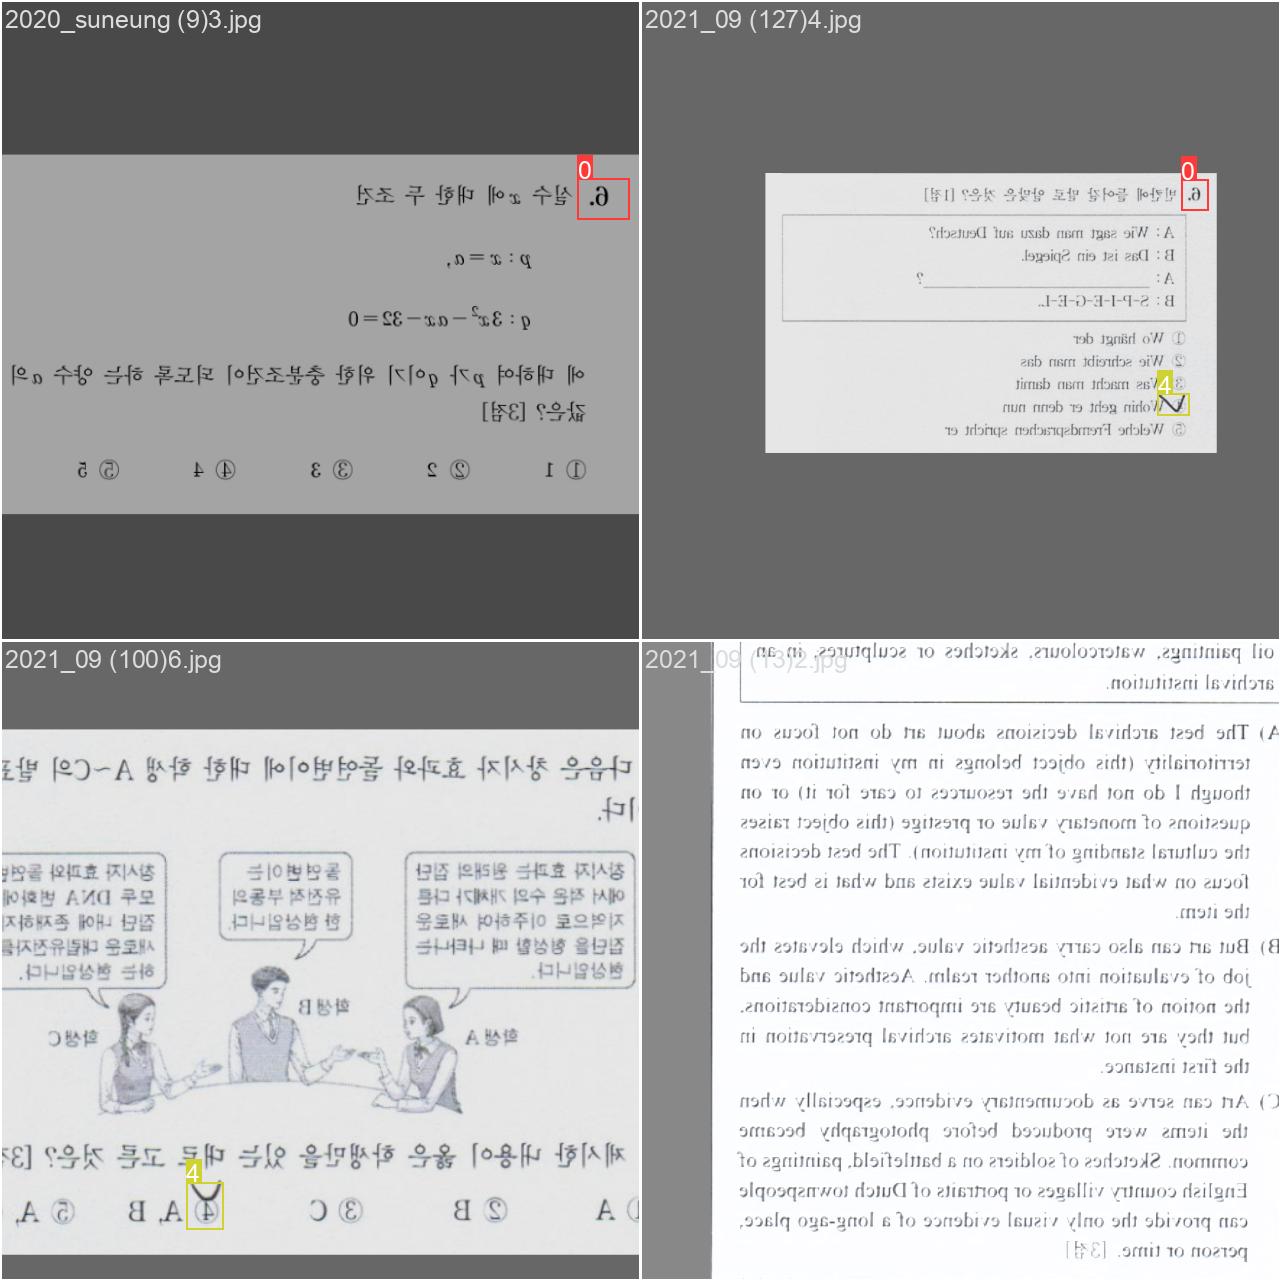 2020_suneung (9)3.jpg
0
6. 실수 x에 대한 두 조건
p : x = a,
q : 3x²-ax-32=0
에 대하여 p가 q이기 위한 충분조건이 되도록 하는 양수 a의
값은? [3점]
① 1 ② 2 ③ 3 ④ 4 ⑤ 5
2021_09 (127)4.jpg
0
6. 빈칸에 들어갈 말로 알맞은 것은? [1점]
A : Wie sagt man dazu auf Deutsch?
B : Das ist ein Spiegel.
A : ?
B : S-P-I-E-G-E-L.
① Wo hängt der
② Wie schreibt man das
③ Was macht man damit
4
Wohin geht er denn nun
⑤ Welche Fremdsprachen spricht er
2021_09 (100)6.jpg
다음은 창시자 효과와 돌연변이에 대한 학생 A~C의 발표
이다.
창시자 효과는 원래의 집단
에서 적은 수의 개체가 다른
지역으로 이주하여 새로운
집단을 형성할 때 나타나는
현상입니다.
돌연변이는
유전적 부동의
한 현상입니다.
창시자 효과와 돌연변
모두 DNA 변화에
집단 내에 존재하지
새로운 대립유전자를
하는 현상입니다.
학생 A
학생 B
학생 C
제시한 내용이 옳은 학생만을 있는 대로 고른 것은? [3점
4
① A ② B ③ C ④ A, B ⑤ A,
2021_09 (13)2.jpg
oil paintings, watercolours, sketches or sculptures, in an
archival institution.
A) The best archival decisions about art do not focus on
territoriality (this object belongs in my institution even
though I do not have the resources to care for it) or on
questions of monetary value or prestige (this object raises
the cultural standing of my institution). The best decisions
focus on what evidential value exists and what is best for
the item.
B) But art can also carry aesthetic value, which elevates the
job of evaluation into another realm. Aesthetic value and
the notion of artistic beauty are important considerations,
but they are not what motivates archival preservation in
the first instance.
C) Art can serve as documentary evidence, especially when
the items were produced before photography became
common. Sketches of soldiers on a battlefield, paintings of
English country villages or portraits of Dutch townspeople
can provide the only visual evidence of a long-ago place,
person or time. [3점]